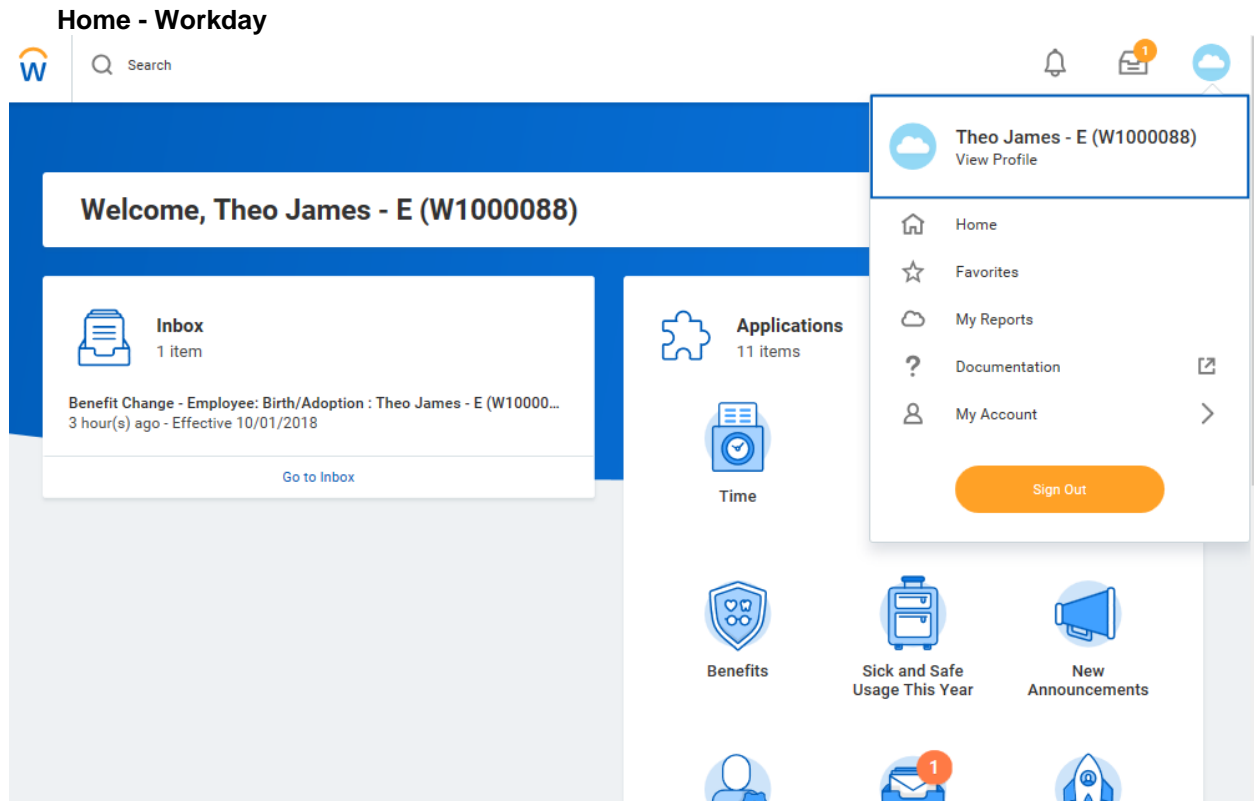 Home - Workday
W
Search
1
Theo James - E (W1000088)
View Profile
Welcome, Theo James - E (W1000088)
Home
Favorites
My Reports
Documentation
My Account
Sign Out
Inbox
1 item
Benefit Change - Employee: Birth/Adoption : Theo James - E (W10000...
3 hour(s) ago - Effective 10/01/2018
Go to Inbox
Applications
11 items
Time
Benefits
Sick and Safe
Usage This Year
New
Announcements
1